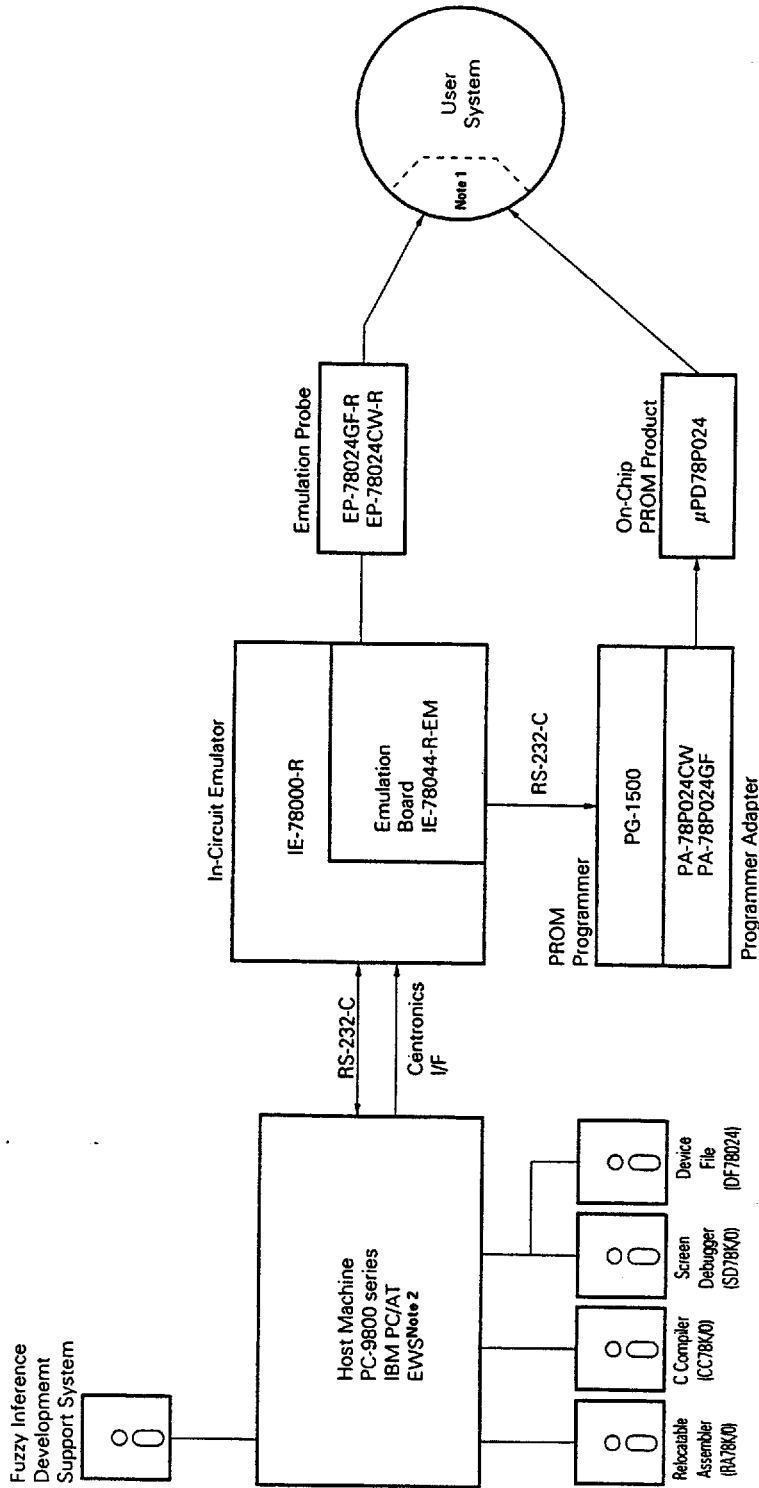 Fuzzy Inference
Developmemt
Support System
Host Machine
PC-9800 series
IBM PC/AT
EWSNote 2
Relocatable
Assembler
(RA78K/0)
C Compiler
(CC78K/0)
Screen
Debugger
(SD78K/0)
Device
File
(DF78024)
RS-232-C
Centronics
I/F
In-Circuit Emulator
IE-78000-R
Emulation
Board
IE-78044-R-EM
RS-232-C
PROM
Programmer
PG-1500
PA-78P024CW
PA-78P024GF
Programmer Adapter
Emulation Probe
EP-78024GF-R
EP-78024CW-R
On-Chip
PROM Product
μPD78P024
Note 1
User
System